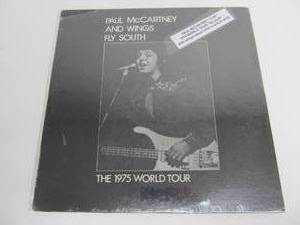 PAUL McCARTNEY
AND WINGS
FLY SOUTH
THE 1975 WORLD TOUR